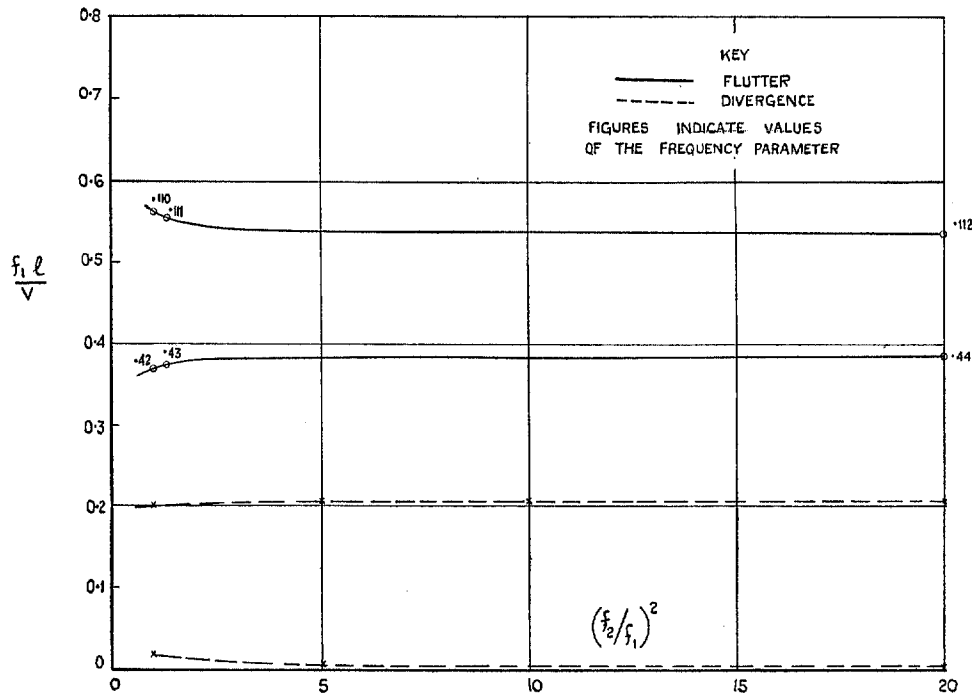 0·8
KEY
FLUTTER
DIVERGENCE
FIGURES INDICATE VALUES
OF THE FREQUENCY PARAMETER
0·7
0·6
·110
·111
·112
0·5
f₁ ℓ
V
0·4
·42
·43
·44
0·3
0·2
0·1
(f₂/f₁)²
0
0
5
10
15
20